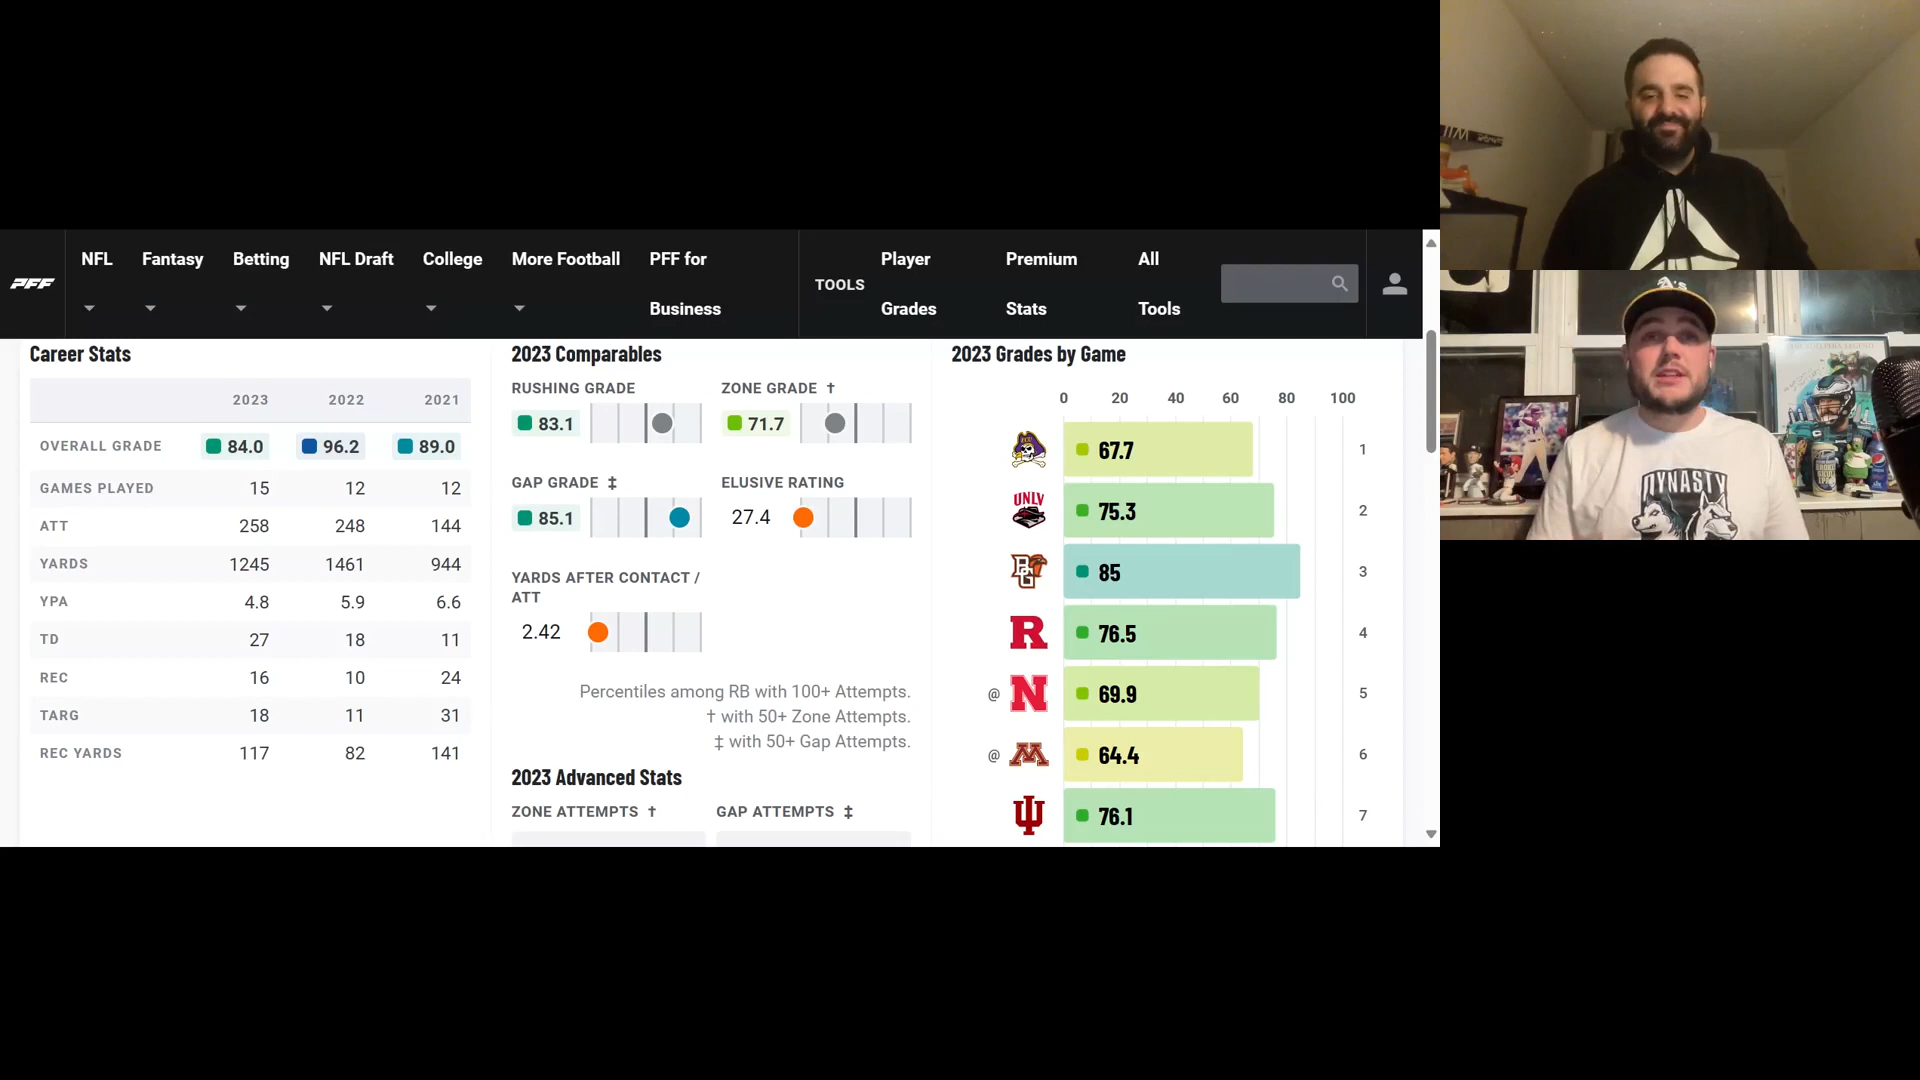 PFF
NFL
Fantasy
Betting
NFL Draft
College
More Football
PFF for
Business
TOOLS
Player
Grades
Premium
Stats
All
Tools
Career Stats
2023 2022 2021
OVERALL GRADE 84.0 96.2 89.0
GAMES PLAYED 15 12 12
ATT 258 248 144
YARDS 1245 1461 944
YPA 4.8 5.9 6.6
TD 27 18 11
REC 16 10 24
TARG 18 11 31
REC YARDS 117 82 141
2023 Comparables
RUSHING GRADE
83.1
ZONE GRADE †
71.7
GAP GRADE ‡
85.1
ELUSIVE RATING
27.4
YARDS AFTER CONTACT /
ATT
2.42
Percentiles among RB with 100+ Attempts.
† with 50+ Zone Attempts.
‡ with 50+ Gap Attempts.
2023 Advanced Stats
ZONE ATTEMPTS †
GAP ATTEMPTS ‡
2023 Grades by Game
0 20 40 60 80 100
ECU 67.7 1
UNLV 75.3 2
BG 85 3
R 76.5 4
@ N 69.9 5
@ M 64.4 6
76.1 7
A's
DYNASTY